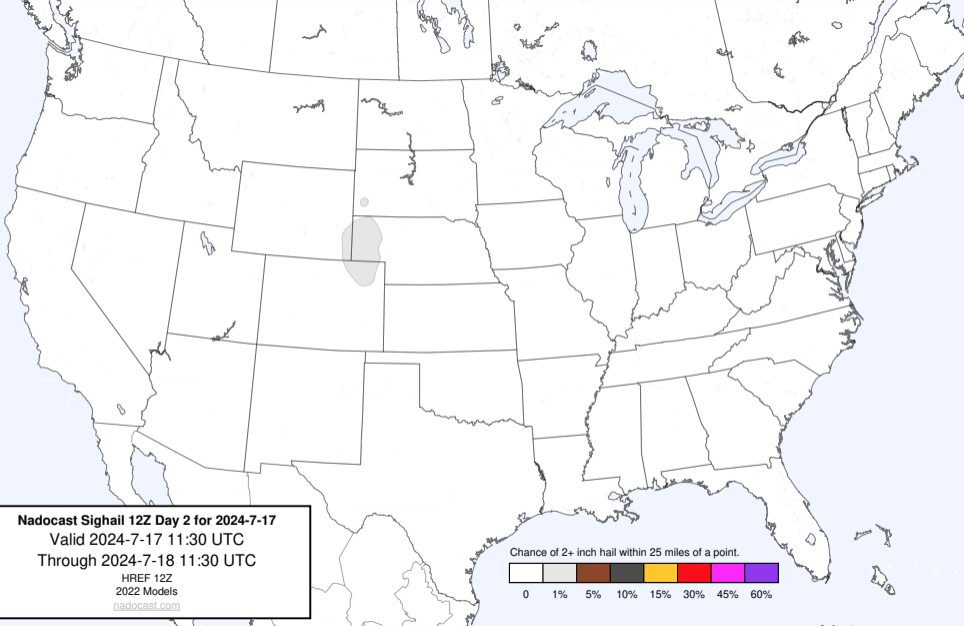 Nadocast Sighail 12Z Day 2 for 2024-7-17
Valid 2024-7-17 11:30 UTC
Through 2024-7-18 11:30 UTC
HREF 12Z
2022 Models
nadocast.com
Chance of 2+ inch hail within 25 miles of a point.
0 1% 5% 10% 15% 30% 45% 60%